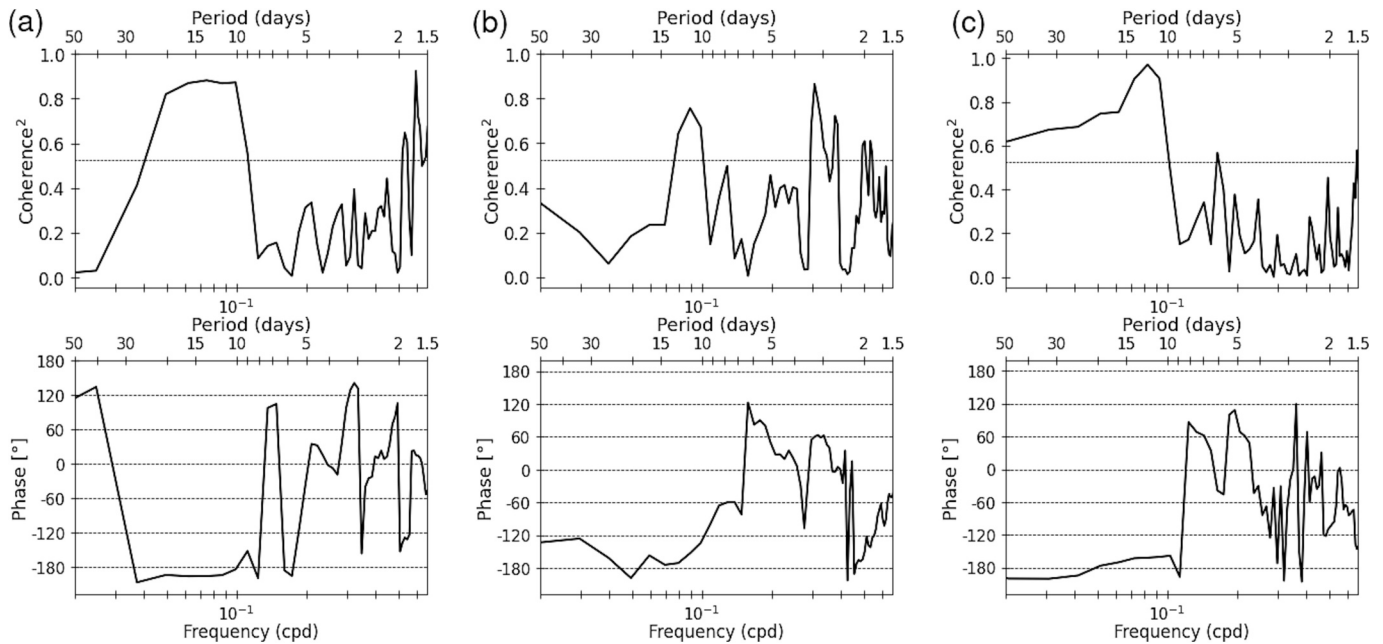 (a)
Period (days)
50 30 15 10 5 2 1.5
Coherence²
1.0
0.8
0.6
0.4
0.2
0.0
10⁻¹
Period (days)
50 30 15 10 5 2 1.5
Phase [°]
180
120
60
0
-60
-120
-180
10⁻¹
Frequency (cpd)
(b)
Period (days)
50 30 15 10 5 2 1.5
Coherence²
1.0
0.8
0.6
0.4
0.2
0.0
10⁻¹
Period (days)
50 30 15 10 5 2 1.5
Phase [°]
180
120
60
0
-60
-120
-180
10⁻¹
Frequency (cpd)
(c)
Period (days)
50 30 15 10 5 2 1.5
Coherence²
1.0
0.8
0.6
0.4
0.2
0.0
10⁻¹
Period (days)
50 30 15 10 5 2 1.5
Phase [°]
180
120
60
0
-60
-120
-180
10⁻¹
Frequency (cpd)